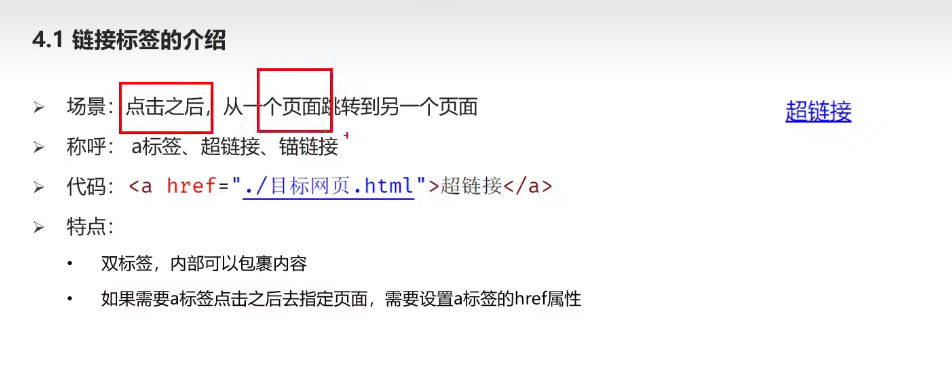 4.1 链接标签的介绍
➢ 场景：点击之后，从一个页面跳转到另一个页面
超链接
➢ 称呼： a标签、超链接、锚链接
➢ 代码：<a href="./目标网页.html">超链接</a>
➢ 特点：
• 双标签，内部可以包裹内容
• 如果需要a标签点击之后去指定页面，需要设置a标签的href属性